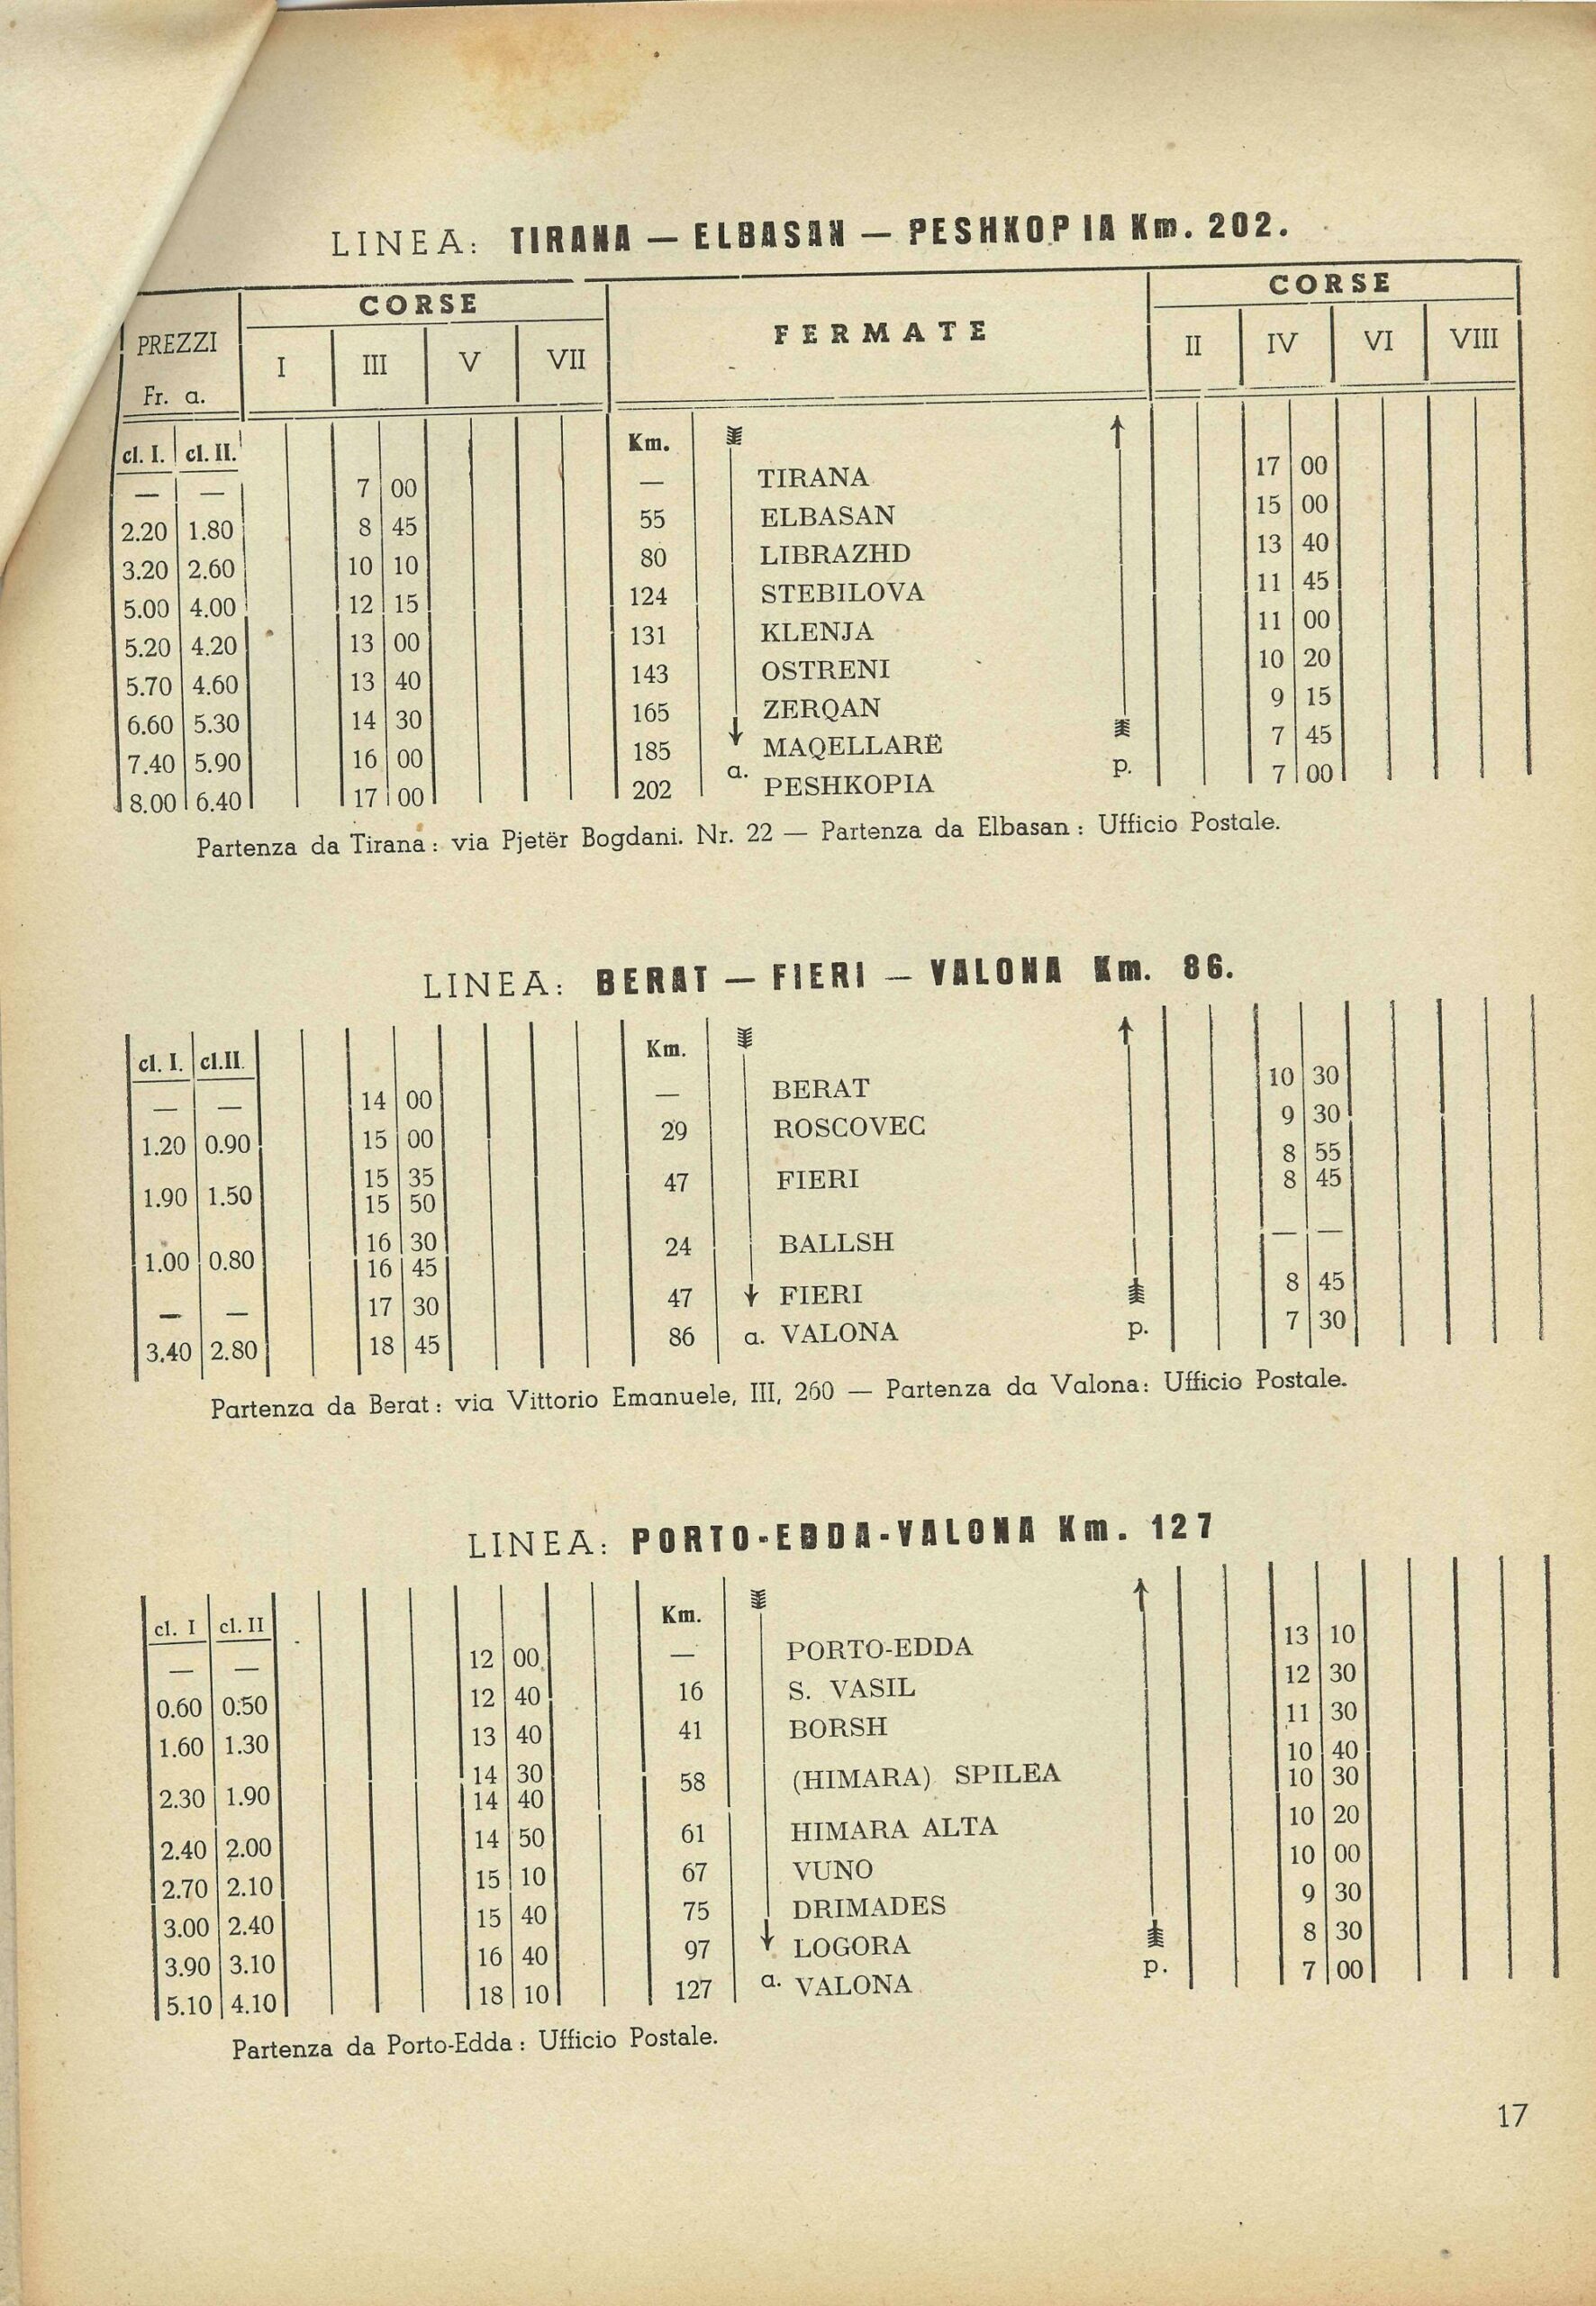 LINEA: TIRANA — ELBASAN — PESHKOPIA Km. 202.
PREZZI Fr. a. CORSE I III V VII FERMATE CORSE II IV VI VIII
cl. I. cl. II. Km.
— — 7 00 — TIRANA 17 00
2.20 1.80 8 45 55 ELBASAN 15 00
3.20 2.60 10 10 80 LIBRAZHD 13 40
5.00 4.00 12 15 124 STEBILOVA 11 45
5.20 4.20 13 00 131 KLENJA 11 00
5.70 4.60 13 40 143 OSTRENI 10 20
6.60 5.30 14 30 165 ZERQAN 9 15
7.40 5.90 16 00 185 MAQELLARË 7 45
8.00 6.40 17 00 202 a. PESHKOPIA p. 7 00
Partenza da Tirana: via Pjetër Bogdani. Nr. 22 — Partenza da Elbasan: Ufficio Postale.
LINEA: BERAT — FIERI — VALONA Km. 86.
cl. I. cl.II. Km.
— — 14 00 — BERAT 10 30
1.20 0.90 15 00 29 ROSCOVEC 9 30
15 35 8 55
1.90 1.50 47 FIERI
15 50 8 45
16 30
1.00 0.80 24 BALLSH — —
16 45
— — 17 30 47 FIERI 8 45
3.40 2.80 18 45 86 a. VALONA p. 7 30
Partenza da Berat: via Vittorio Emanuele, III, 260 — Partenza da Valona: Ufficio Postale.
LINEA: PORTO-EDDA-VALONA Km. 127
cl. I cl. II Km.
— — 12 00 — PORTO-EDDA 13 10
0.60 0.50 12 40 16 S. VASIL 12 30
1.60 1.30 13 40 41 BORSH 11 30
14 30 10 40
2.30 1.90 58 (HIMARA) SPILEA
14 40 10 30
2.40 2.00 14 50 61 HIMARA ALTA 10 20
2.70 2.10 15 10 67 VUNO 10 00
3.00 2.40 15 40 75 DRIMADES 9 30
3.90 3.10 16 40 97 LOGORA 8 30
5.10 4.10 18 10 127 a. VALONA p. 7 00
Partenza da Porto-Edda: Ufficio Postale.
17